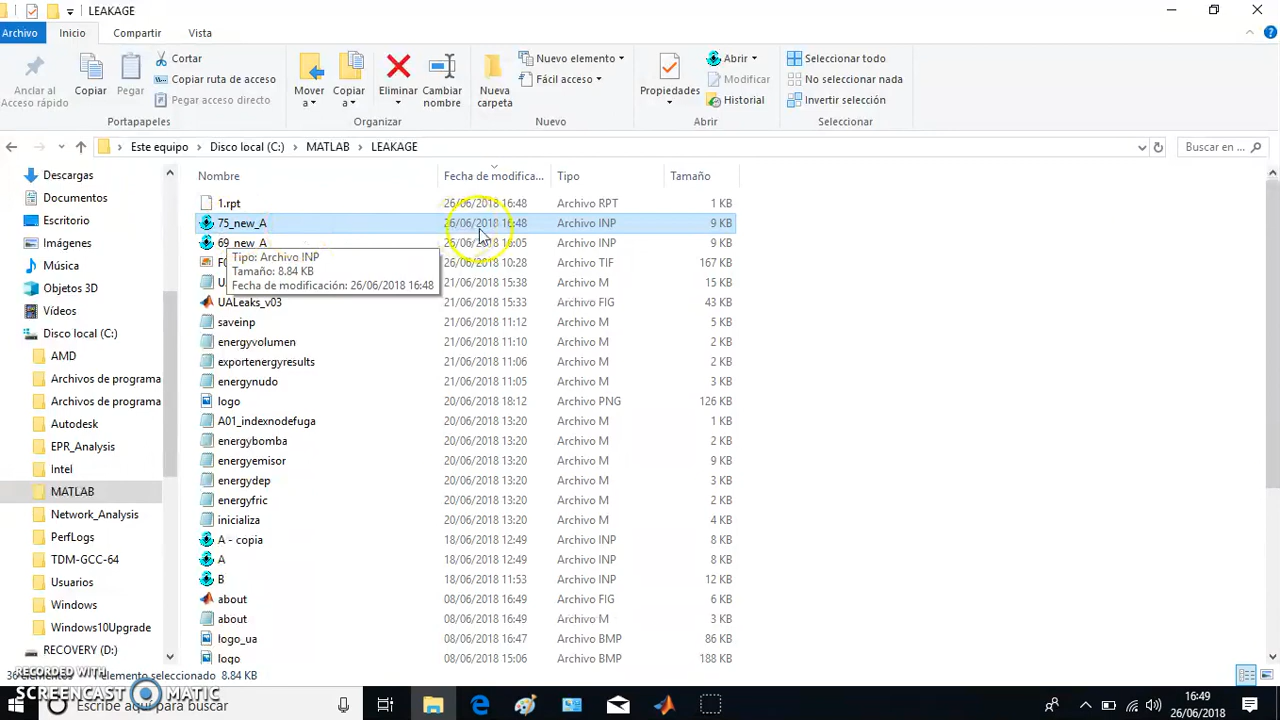 LEAKAGE
Archivo Inicio Compartir Vista
Anclar al Acceso rápido
Copiar
Pegar
Cortar
Copiar ruta de acceso
Pegar acceso directo
Portapapeles
Mover a
Copiar a
Eliminar
Cambiar nombre
Organizar
Nueva carpeta
Nuevo elemento
Fácil acceso
Nuevo
Propiedades
Abrir
Modificar
Historial
Abrir
Seleccionar todo
No seleccionar nada
Invertir selección
Seleccionar
Este equipo > Disco local (C:) > MATLAB > LEAKAGE
Buscar en ...
Descargas
Documentos
Escritorio
Imágenes
Música
Objetos 3D
Vídeos
Disco local (C:)
AMD
Archivos de programa
Archivos de programa
Autodesk
EPR_Analysis
Intel
MATLAB
Network_Analysis
PerfLogs
TDM-GCC-64
Usuarios
Windows
Windows10Upgrade
RECOVERY (D:)
Nombre Fecha de modifica... Tipo Tamaño
1.rpt 26/06/2018 16:48 Archivo RPT 1 KB
75_new_A 26/06/2018 16:48 Archivo INP 9 KB
69_new_A 26/06/2018 16:05 Archivo INP 9 KB
26/06/2018 10:28 Archivo TIF 167 KB
21/06/2018 15:38 Archivo M 15 KB
UALeaks_v03 21/06/2018 15:33 Archivo FIG 43 KB
saveinp 21/06/2018 11:12 Archivo M 5 KB
energyvolumen 21/06/2018 11:10 Archivo M 2 KB
exportenergyresults 21/06/2018 11:06 Archivo M 2 KB
energynudo 21/06/2018 11:05 Archivo M 3 KB
logo 20/06/2018 18:12 Archivo PNG 126 KB
A01_indexnodefuga 20/06/2018 13:20 Archivo M 1 KB
energybomba 20/06/2018 13:20 Archivo M 2 KB
energyemisor 20/06/2018 13:20 Archivo M 9 KB
energydep 20/06/2018 13:20 Archivo M 2 KB
energyfric 20/06/2018 13:20 Archivo M 2 KB
inicializa 20/06/2018 13:20 Archivo M 4 KB
A - copia 18/06/2018 12:49 Archivo INP 8 KB
A 18/06/2018 12:49 Archivo INP 8 KB
B 18/06/2018 11:53 Archivo INP 12 KB
about 08/06/2018 16:49 Archivo FIG 6 KB
about 08/06/2018 16:49 Archivo M 3 KB
logo_ua 08/06/2018 16:47 Archivo BMP 86 KB
logo 08/06/2018 15:06 Archivo BMP 188 KB
Tipo: Archivo INP
Tamaño: 8.84 KB
Fecha de modificación: 26/06/2018 16:48
elemento seleccionado 8.84 KB
RECORDED WITH
SCREENCAST MATIC
Escribe aquí para buscar
16:49
26/06/2018